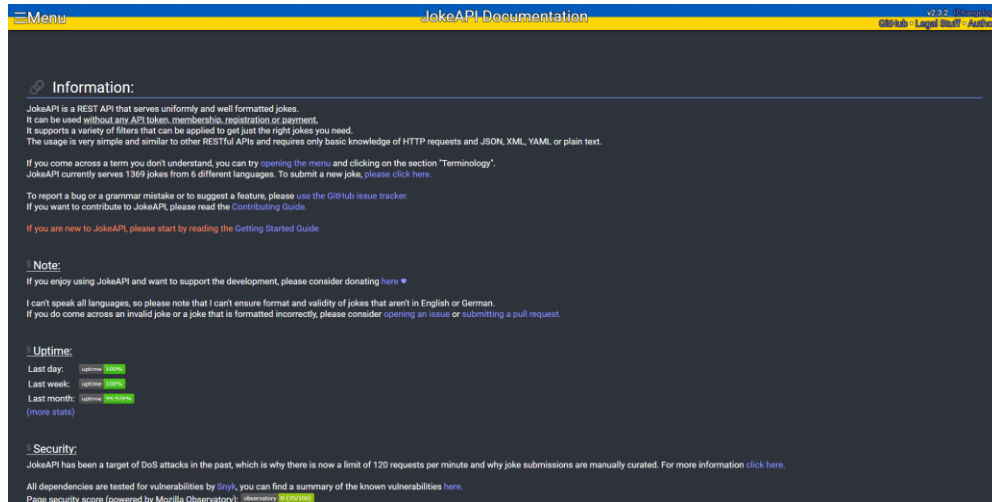 Menu
JokeAPI Documentation
v2.3.2 (Changelog)
GitHub • Legal Stuff • Autho
Information:
JokeAPI is a REST API that serves uniformly and well formatted jokes.
It can be used without any API token, membership, registration or payment.
It supports a variety of filters that can be applied to get just the right jokes you need.
The usage is very simple and similar to other RESTful APIs and requires only basic knowledge of HTTP requests and JSON, XML, YAML or plain text.
If you come across a term you don't understand, you can try opening the menu and clicking on the section "Terminology".
JokeAPI currently serves 1369 jokes from 6 different languages. To submit a new joke, please click here.
To report a bug or a grammar mistake or to suggest a feature, please use the GitHub issue tracker.
If you want to contribute to JokeAPI, please read the Contributing Guide.
If you are new to JokeAPI, please start by reading the Getting Started Guide
Note:
If you enjoy using JokeAPI and want to support the development, please consider donating here ♥
I can't speak all languages, so please note that I can't ensure format and validity of jokes that aren't in English or German.
If you do come across an invalid joke or a joke that is formatted incorrectly, please consider opening an issue or submitting a pull request.
Uptime:
Last day: uptime 100%
Last week: uptime 100%
Last month: uptime 99.978%
(more stats)
Security:
JokeAPI has been a target of DoS attacks in the past, which is why there is now a limit of 120 requests per minute and why joke submissions are manually curated. For more information click here.
All dependencies are tested for vulnerabilities by Snyk, you can find a summary of the known vulnerabilities here.
Page security score (powered by Mozilla Observatory): observatory B (75/100)